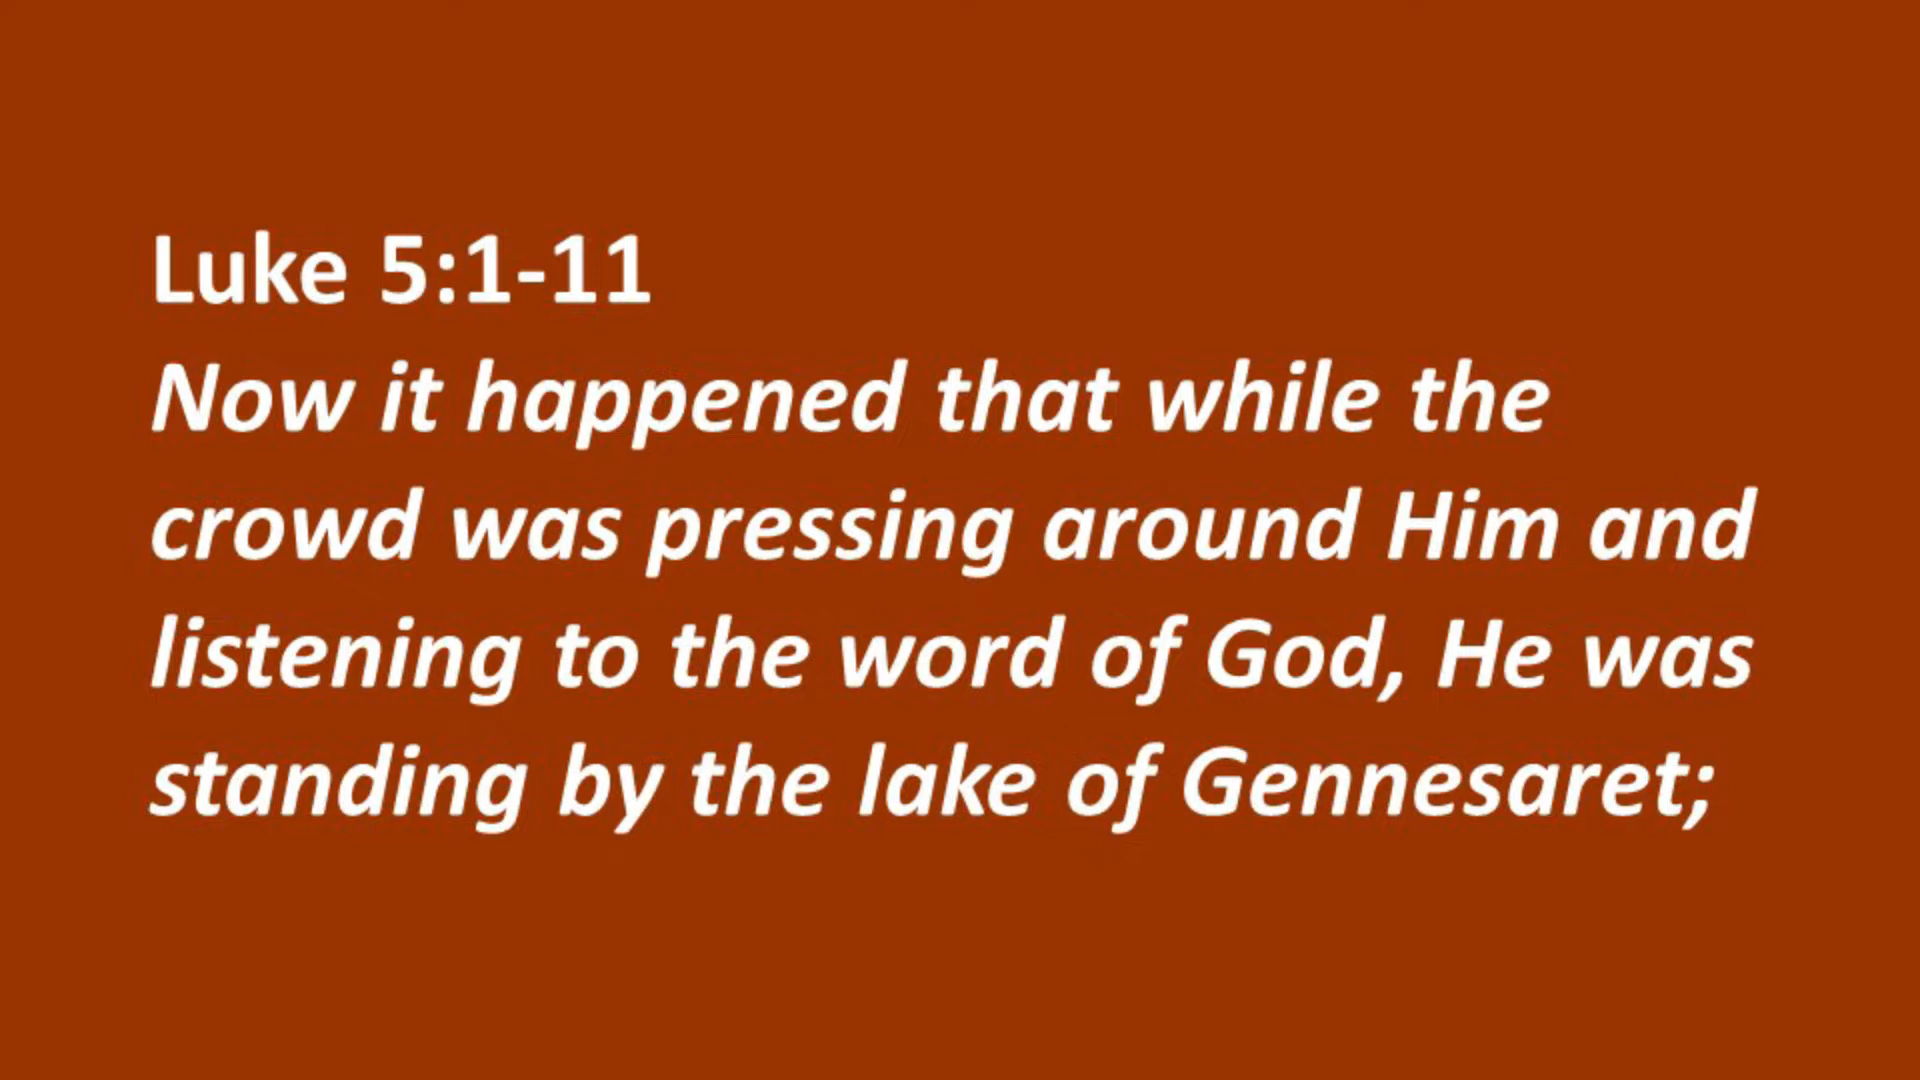 Luke 5:1-11
Now it happened that while the
crowd was pressing around Him and
listening to the word of God, He was
standing by the lake of Gennesaret;